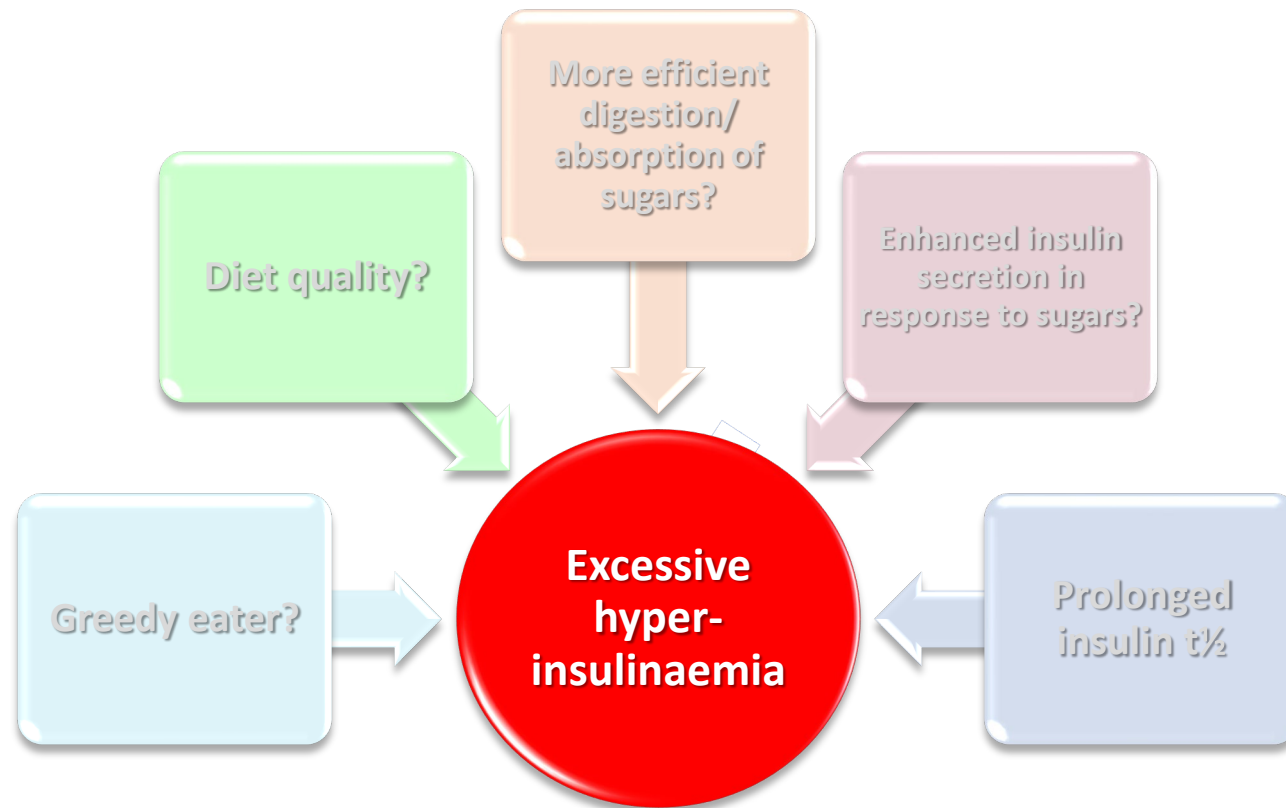 More efficient
digestion/
absorption of
sugars?
Diet quality?
Enhanced insulin
secretion in
response to sugars?
Greedy eater?
Excessive
hyper-
insulinaemia
Prolonged
insulin t½